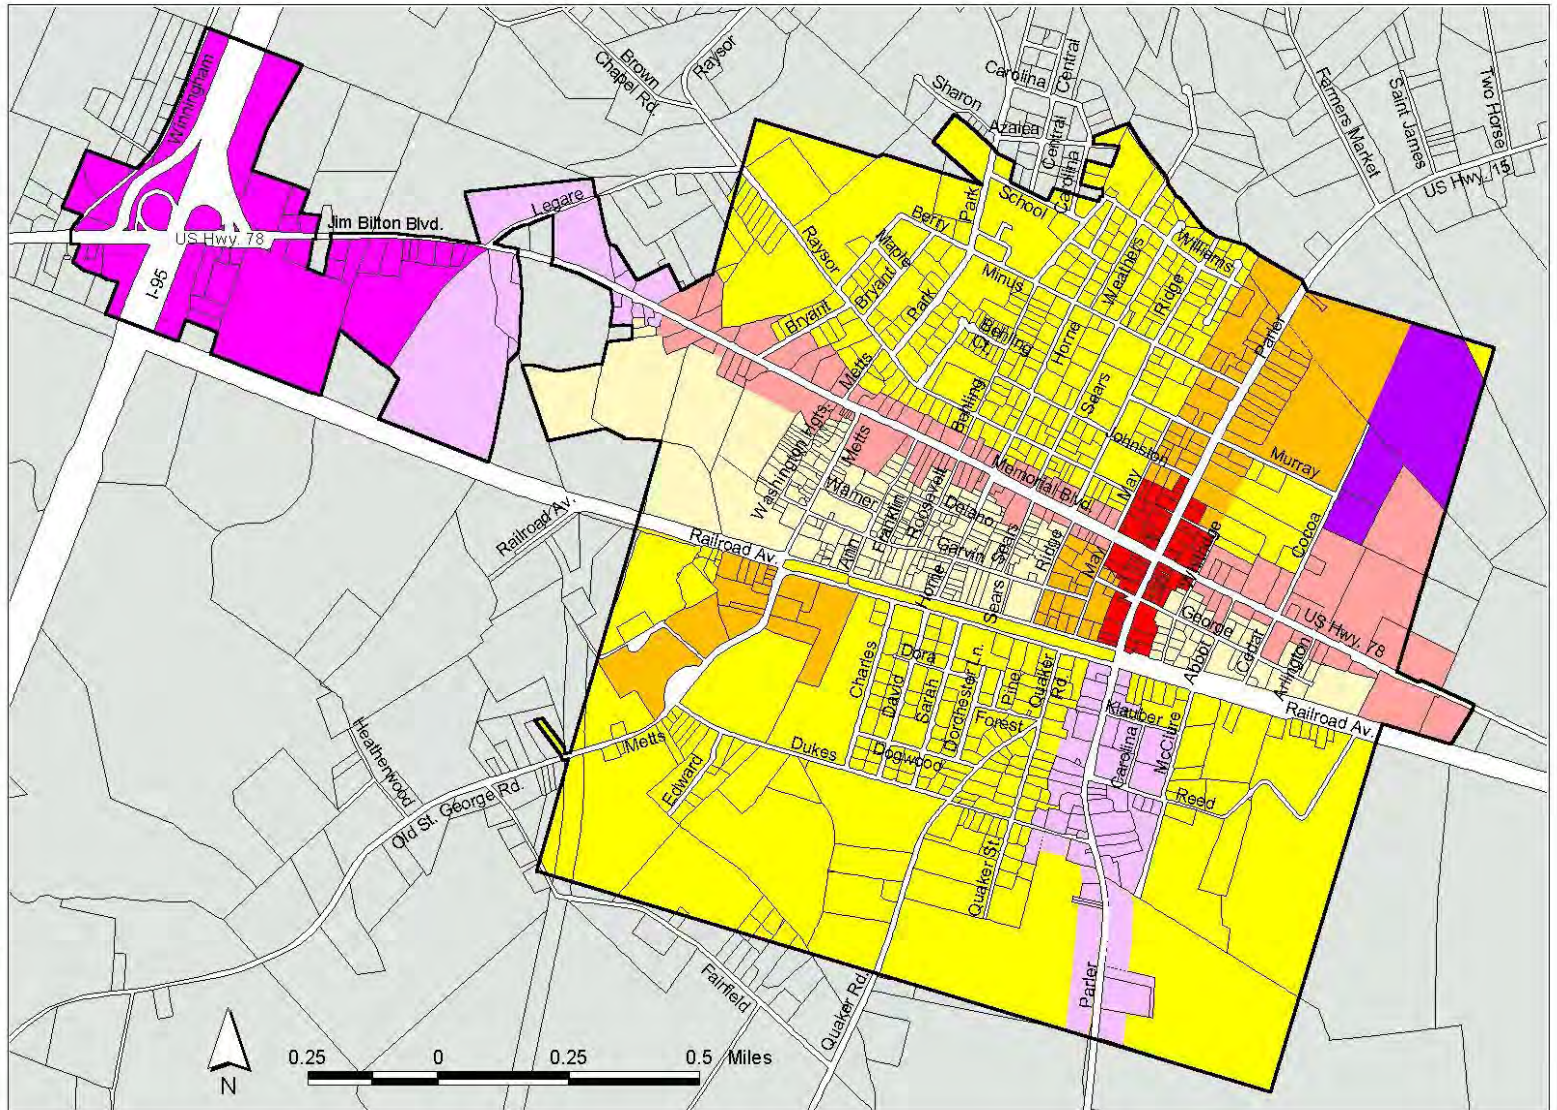 Winningham
Brown
Chapel Rd.
Raysor
Sharon
Carolina
Central
Azalea
Central
Carolina
Farmers Market
Saint James
Two Horse
US Hwy. 15
Legare
Jim Bilton Blvd.
US Hwy. 78
I-95
Park
School
Berry
Maple
Bryant
Raysor
Minus
Weathers
Williams
Ridge
Park
Bryant
Behling
Ct.
Horne
Parler
Metts
Sears
Behling
Johnston
Murray
Washington Hgts.
Metts
Memorial Blvd.
May
Warner
Franklin
Roosevelt
Delano
Sears
Cocoa
Railroad Av.
Railroad Av.
Ann
Garvin
Ridge
May
Horne
Sears
George
US Hwy. 78
Abbot
Cedar
Arlington
Charles
Dora
David
Sarah
Dorchester Ln.
Pine
Quaker
Rd.
Forest
Klauber
Carolina
McClure
Railroad Av.
Heatherwood
Metts
Dukes
Dogwood
Edward
Reed
Old St. George Rd.
Quaker St.
Parler
Fairfield
Quaker Rd.
N
0.25 0 0.25 0.5 Miles